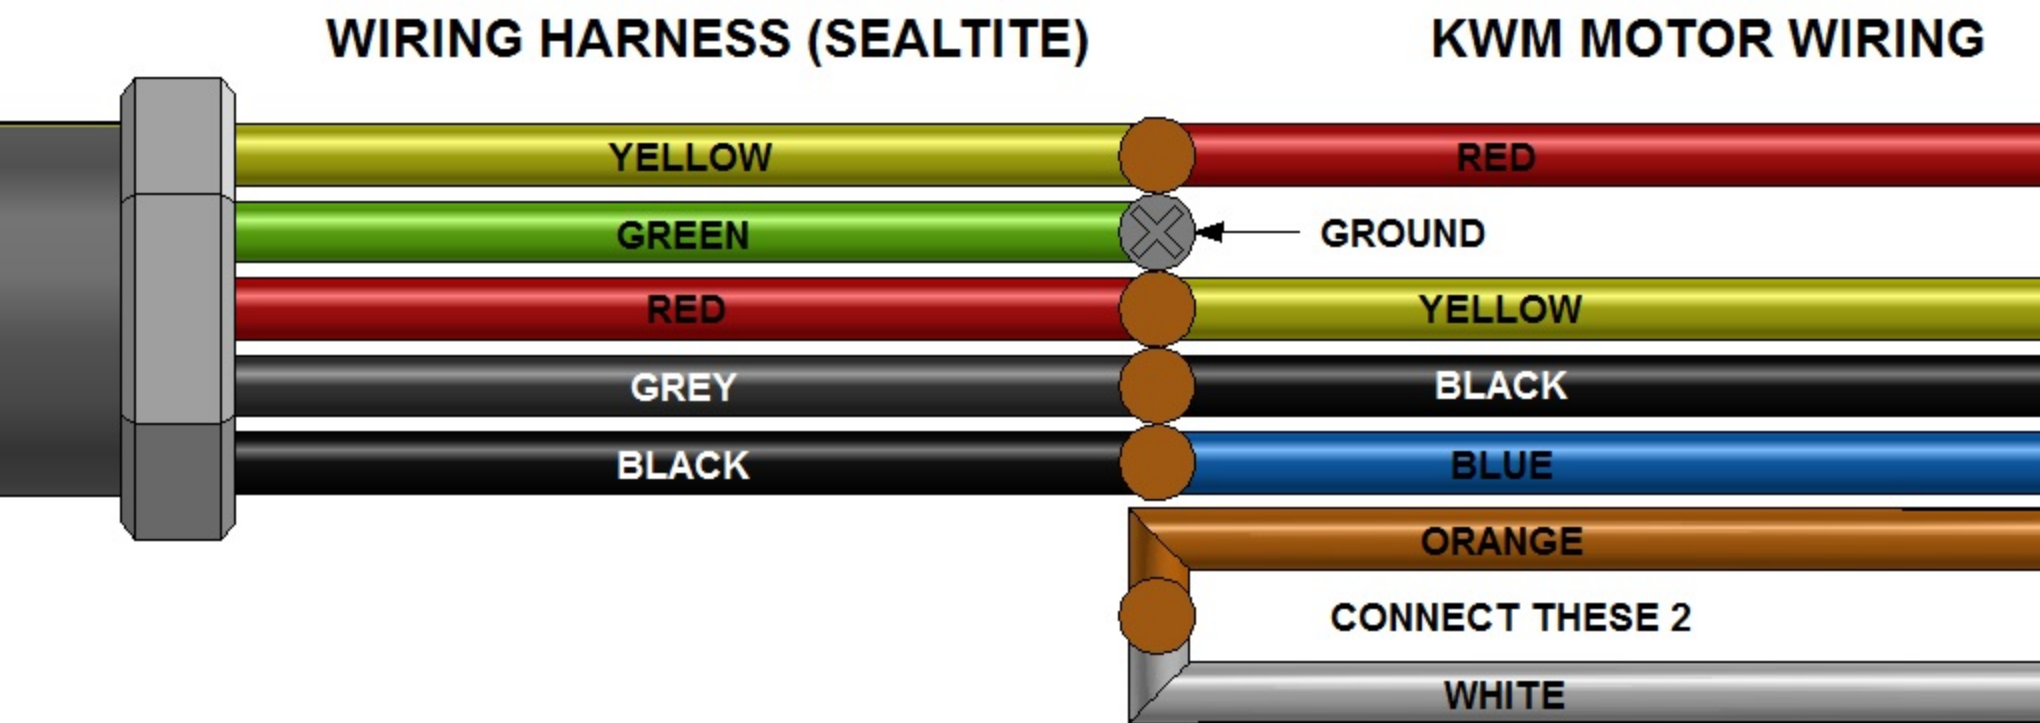 WIRING HARNESS (SEALTITE)
KWM MOTOR WIRING
YELLOW
RED
GREEN
GROUND
RED
YELLOW
GREY
BLACK
BLACK
BLUE
ORANGE
CONNECT THESE 2
WHITE